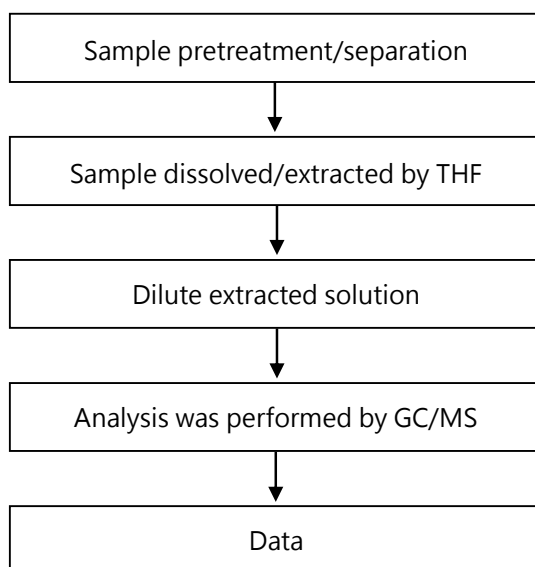 Sample pretreatment/separation
Sample dissolved/extracted by THF
Dilute extracted solution
Analysis was performed by GC/MS
Data